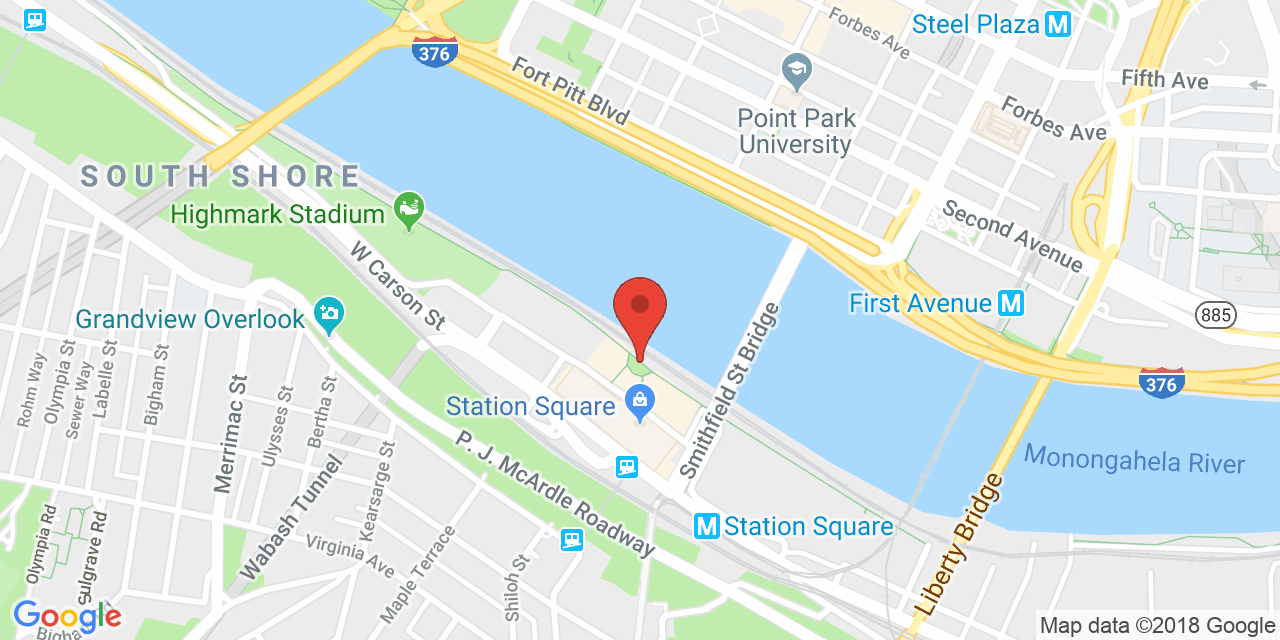 Steel Plaza M
Forbes Ave
376
Fort Pitt Blvd
Fifth Ave
Forbes Ave
Point Park
University
SOUTH SHORE
Highmark Stadium
Second Avenue
W Carson St
First Avenue M
885
Grandview Overlook
376
Rohm Way
Olympia St
Sewer Way
Labelle St
Bigham St
Merrimac St
Ulysses St
Bertha St
Kearsarge St
Wabash Tunnel
Station Square
Smithfield St Bridge
P. J. McArdle Roadway
Monongahela River
M Station Square
Liberty Bridge
Olympia Rd
Sulgrave Rd
Virginia Ave
Maple Terrace
Shiloh St
Google
Bigha
Bigha
Map data ©2018 Google